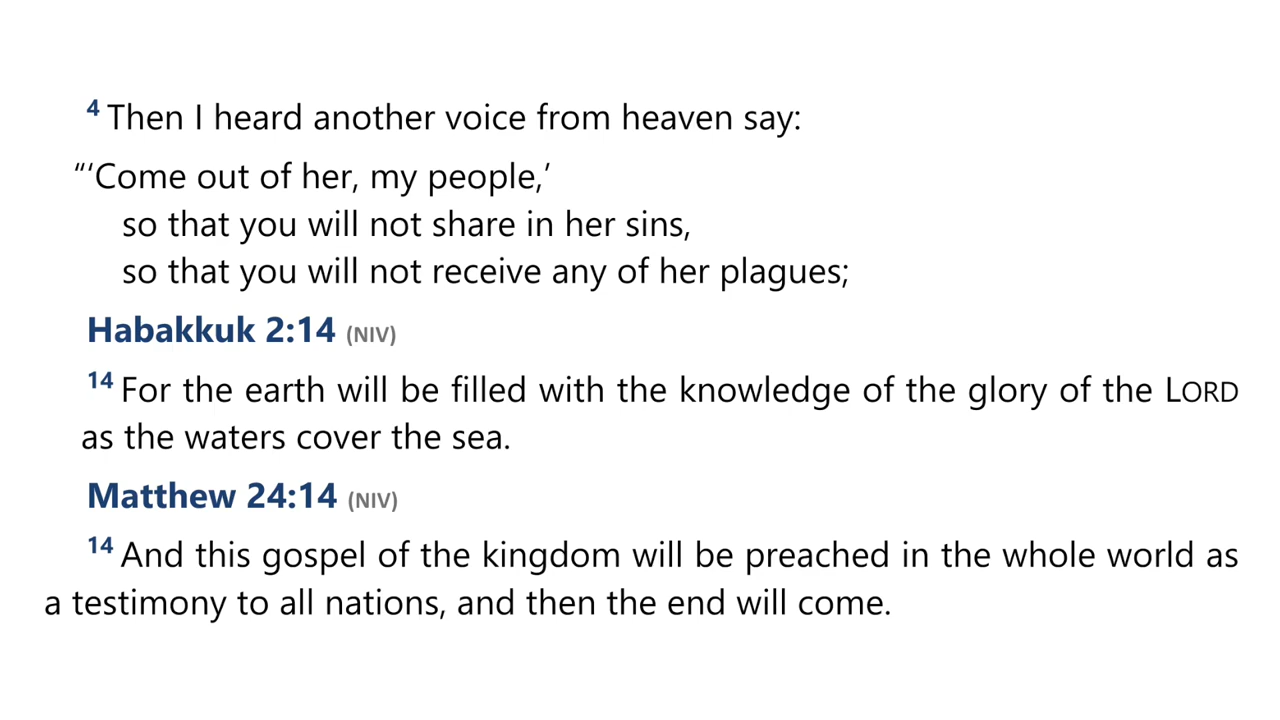 4 Then I heard another voice from heaven say:
“‘Come out of her, my people,’
so that you will not share in her sins,
so that you will not receive any of her plagues;
Habakkuk 2:14 (NIV)
14 For the earth will be filled with the knowledge of the glory of the LORD
as the waters cover the sea.
Matthew 24:14 (NIV)
14 And this gospel of the kingdom will be preached in the whole world as
a testimony to all nations, and then the end will come.